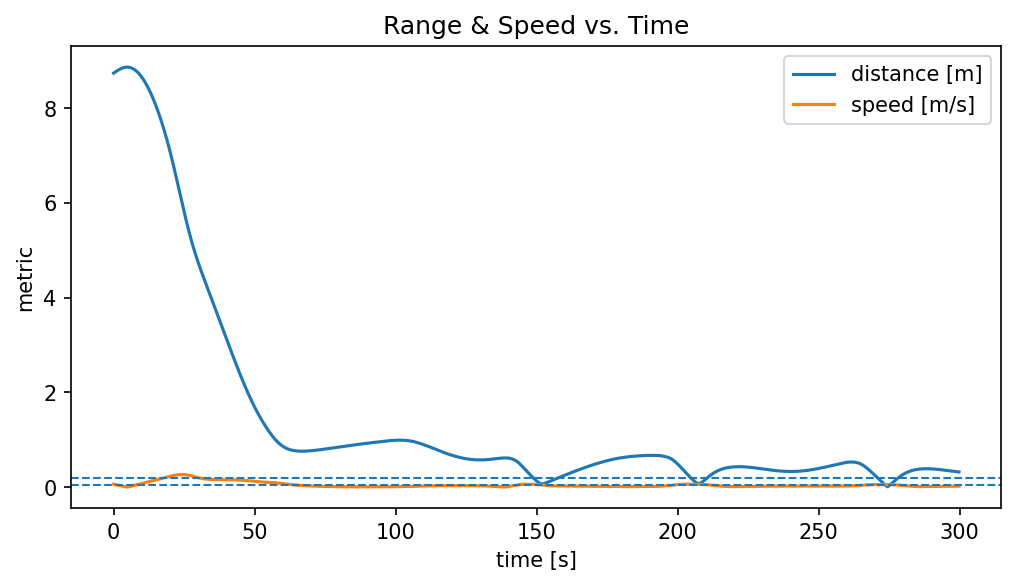 Range & Speed vs. Time
distance [m]
speed [m/s]
metric
8
6
4
2
0
0 50 100 150 200 250 300
time [s]